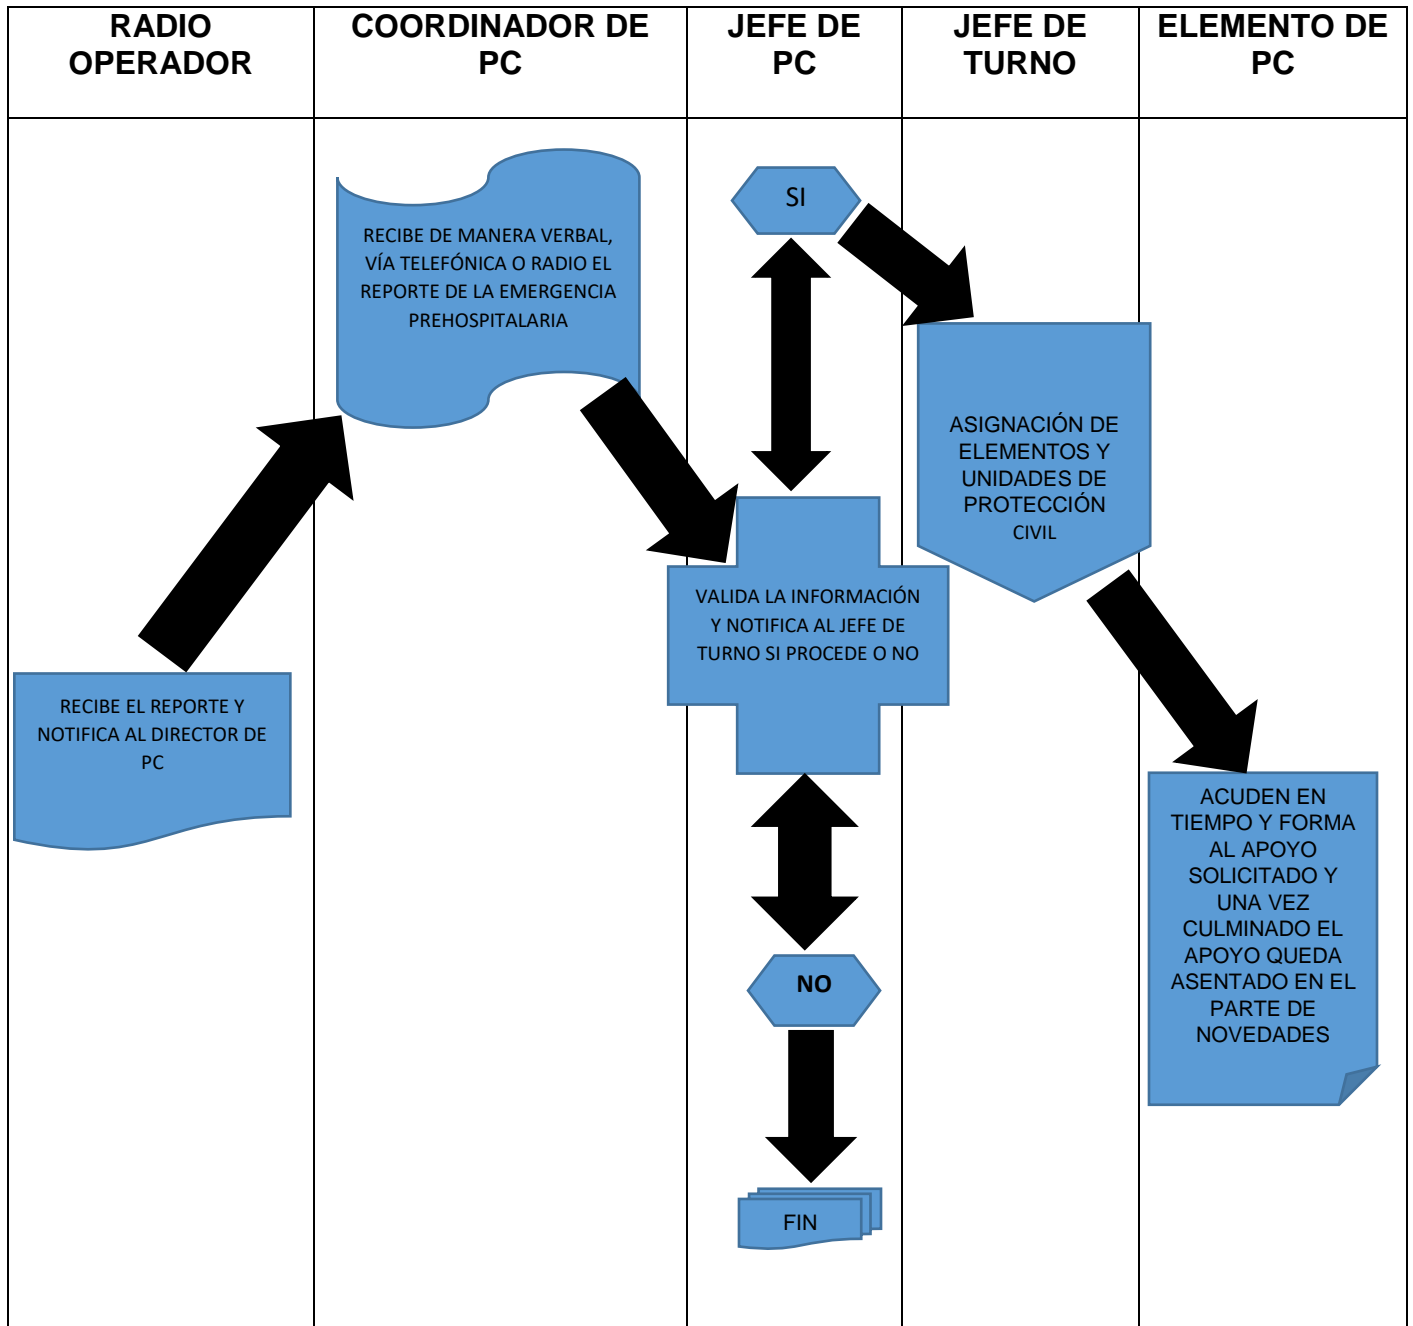 RADIO
OPERADOR
COORDINADOR DE
PC
JEFE DE
PC
JEFE DE
TURNO
ELEMENTO DE
PC
RECIBE EL REPORTE Y
NOTIFICA AL DIRECTOR DE
PC
RECIBE DE MANERA VERBAL,
VÍA TELEFÓNICA O RADIO EL
REPORTE DE LA EMERGENCIA
PREHOSPITALARIA
SI
VALIDA LA INFORMACIÓN
Y NOTIFICA AL JEFE DE
TURNO SI PROCEDE O NO
NO
FIN
ASIGNACIÓN DE
ELEMENTOS Y
UNIDADES DE
PROTECCIÓN
CIVIL
ACUDEN EN
TIEMPO Y FORMA
AL APOYO
SOLICITADO Y
UNA VEZ
CULMINADO EL
APOYO QUEDA
ASENTADO EN EL
PARTE DE
NOVEDADES